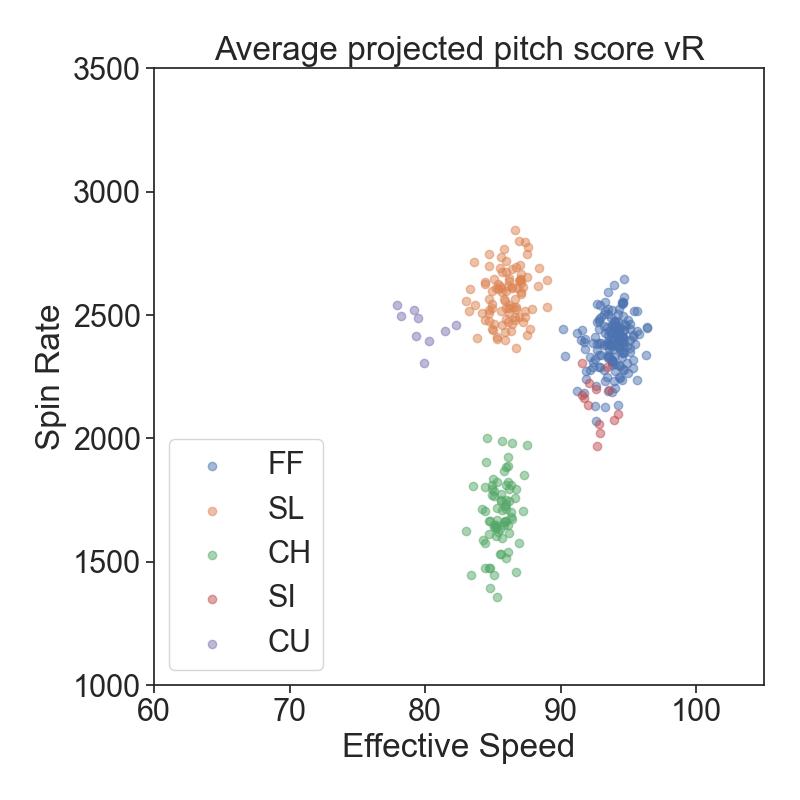 Average projected pitch score vR
3500
3000
2500
2000
1500
1000
Spin Rate
FF
SL
CH
SI
CU
60 70 80 90 100
Effective Speed